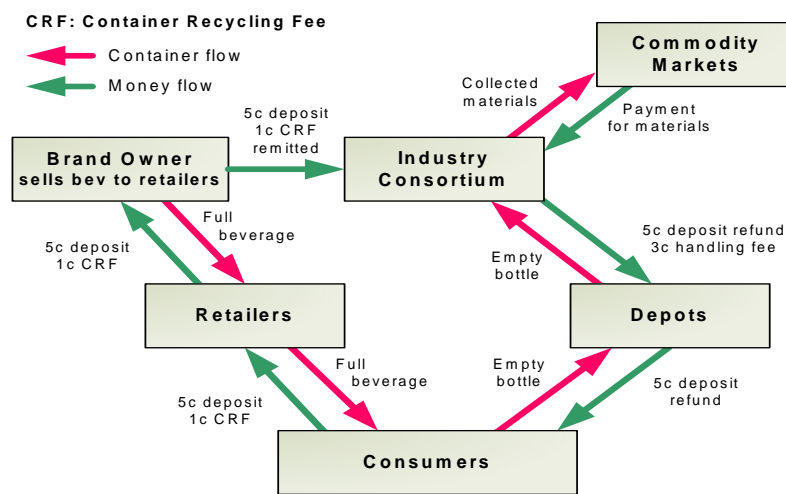 CRF: Container Recycling Fee
Container flow
Money flow
Commodity
Markets
Collected
materials
Payment
for materials
5c deposit
1c CRF
remitted
Brand Owner
sells bev to retailers
Industry
Consortium
Full
beverage
5c deposit
1c CRF
5c deposit refund
3c handling fee
Empty
bottle
Retailers
Depots
Full
beverage
Empty
bottle
5c deposit
1c CRF
5c deposit
refund
Consumers